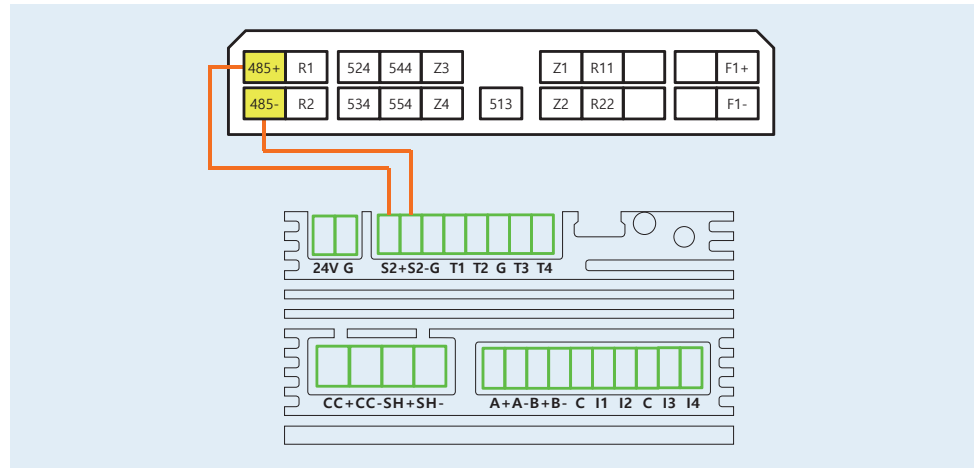 485+ R1 524 544 Z3 Z1 R11 F1+
485- R2 534 554 Z4 513 Z2 R22 F1-
24V G S2+S2-G T1 T2 G T3 T4
CC+CC-SH+SH- A+A-B+B- C I1 I2 C I3 I4